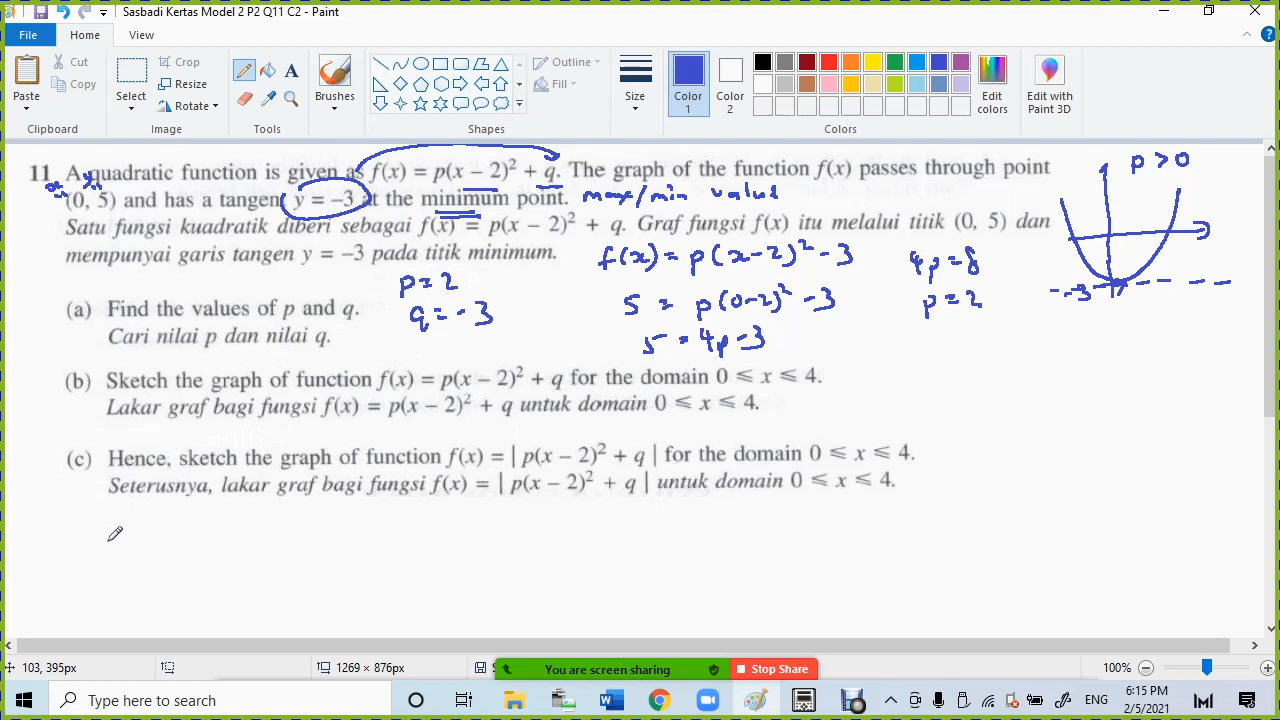 Sasbadi Kertas Model 2 P2 Q11 C2 - Paint
File Home View
Paste Cut Copy
Select Crop Resize Rotate
A
Brushes
Outline Fill
Size
Color 1
Color 2
Edit colors
Edit with Paint 3D
Clipboard Image Tools Shapes Colors
p > 0
11 A quadratic function is given as f(x) = p(x − 2)² + q. The graph of the function f(x) passes through point
(0, 5) and has a tangent y = −3 at the minimum point. max/min value
Satu fungsi kuadratik diberi sebagai f(x) = p(x − 2)² + q. Graf fungsi f(x) itu melalui titik (0, 5) dan
mempunyai garis tangen y = −3 pada titik minimum. f(x) = p(x−2)² −3 4p = 8
p = 2
−3
(a) Find the values of p and q. q = −3 5 = p(0−2)² −3 p = 2
Cari nilai p dan nilai q. 5 = 4p −3
(b) Sketch the graph of function f(x) = p(x − 2)² + q for the domain 0 ⩽ x ⩽ 4.
Lakar graf bagi fungsi f(x) = p(x − 2)² + q untuk domain 0 ⩽ x ⩽ 4.
(c) Hence, sketch the graph of function f(x) = | p(x − 2)² + q | for the domain 0 ⩽ x ⩽ 4.
Seterusnya, lakar graf bagi fungsi f(x) = | p(x − 2)² + q | untuk domain 0 ⩽ x ⩽ 4.
103, 395px 1269 × 876px You are screen sharing Stop Share 100%
Type here to search ENG 6:15 PM
2/5/2021